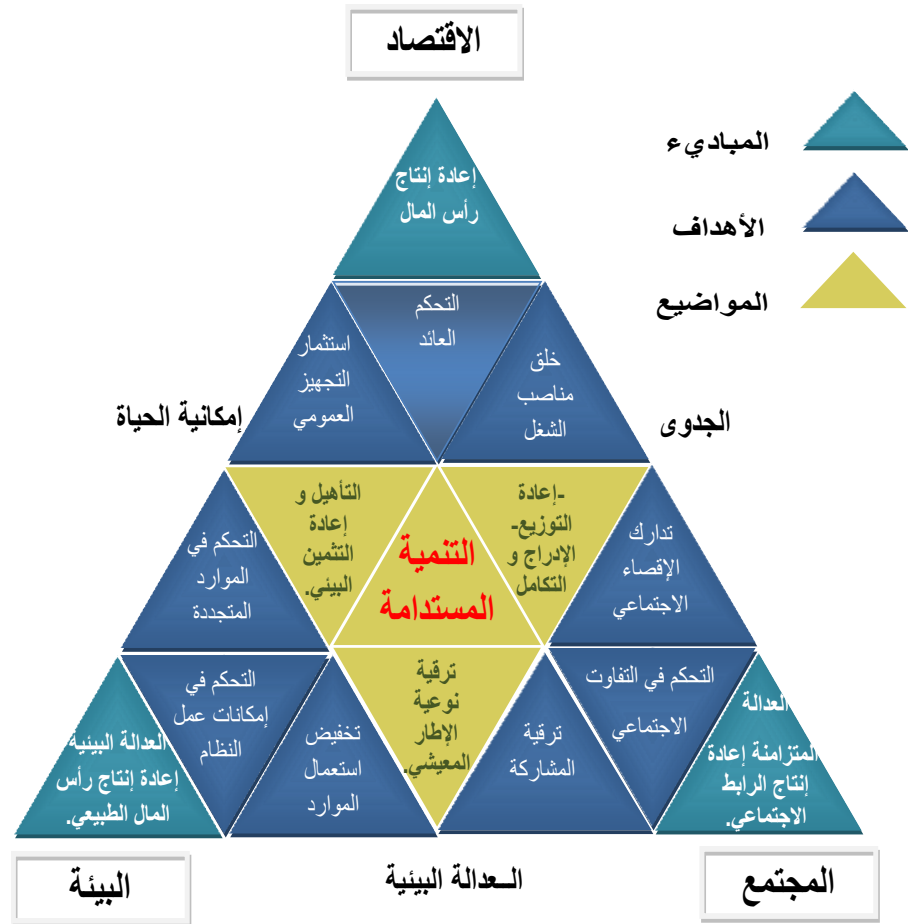 الاقتصاد
المباديء
الأهداف
المواضيع
إعادة إنتاج
رأس المال
التحكم
العائد
استثمار
التجهيز
العمومي
خلق
مناصب
الشغل
إمكانية الحياة
الجدوى
التحكم في
الموارد
المتجددة
التأهيل و
إعادة
التثمين
البيئي.
التنمية
المستدامة
-إعادة
التوزيع-
الإدراج و
التكامل
تدارك
الإقصاء
الاجتماعي
العدالة البيئية
إعادة إنتاج رأس
المال الطبيعي.
التحكم في
إمكانات عمل
النظام
تخفيض
استعمال
الموارد
ترقية
نوعية
الإطار
المعيشي.
ترقية
المشاركة
التحكم في التفاوت
الاجتماعي
العدالة
المتزامنة إعادة
إنتاج الرابط
الاجتماعي.
البيئة
العدالة البيئية
المجتمع